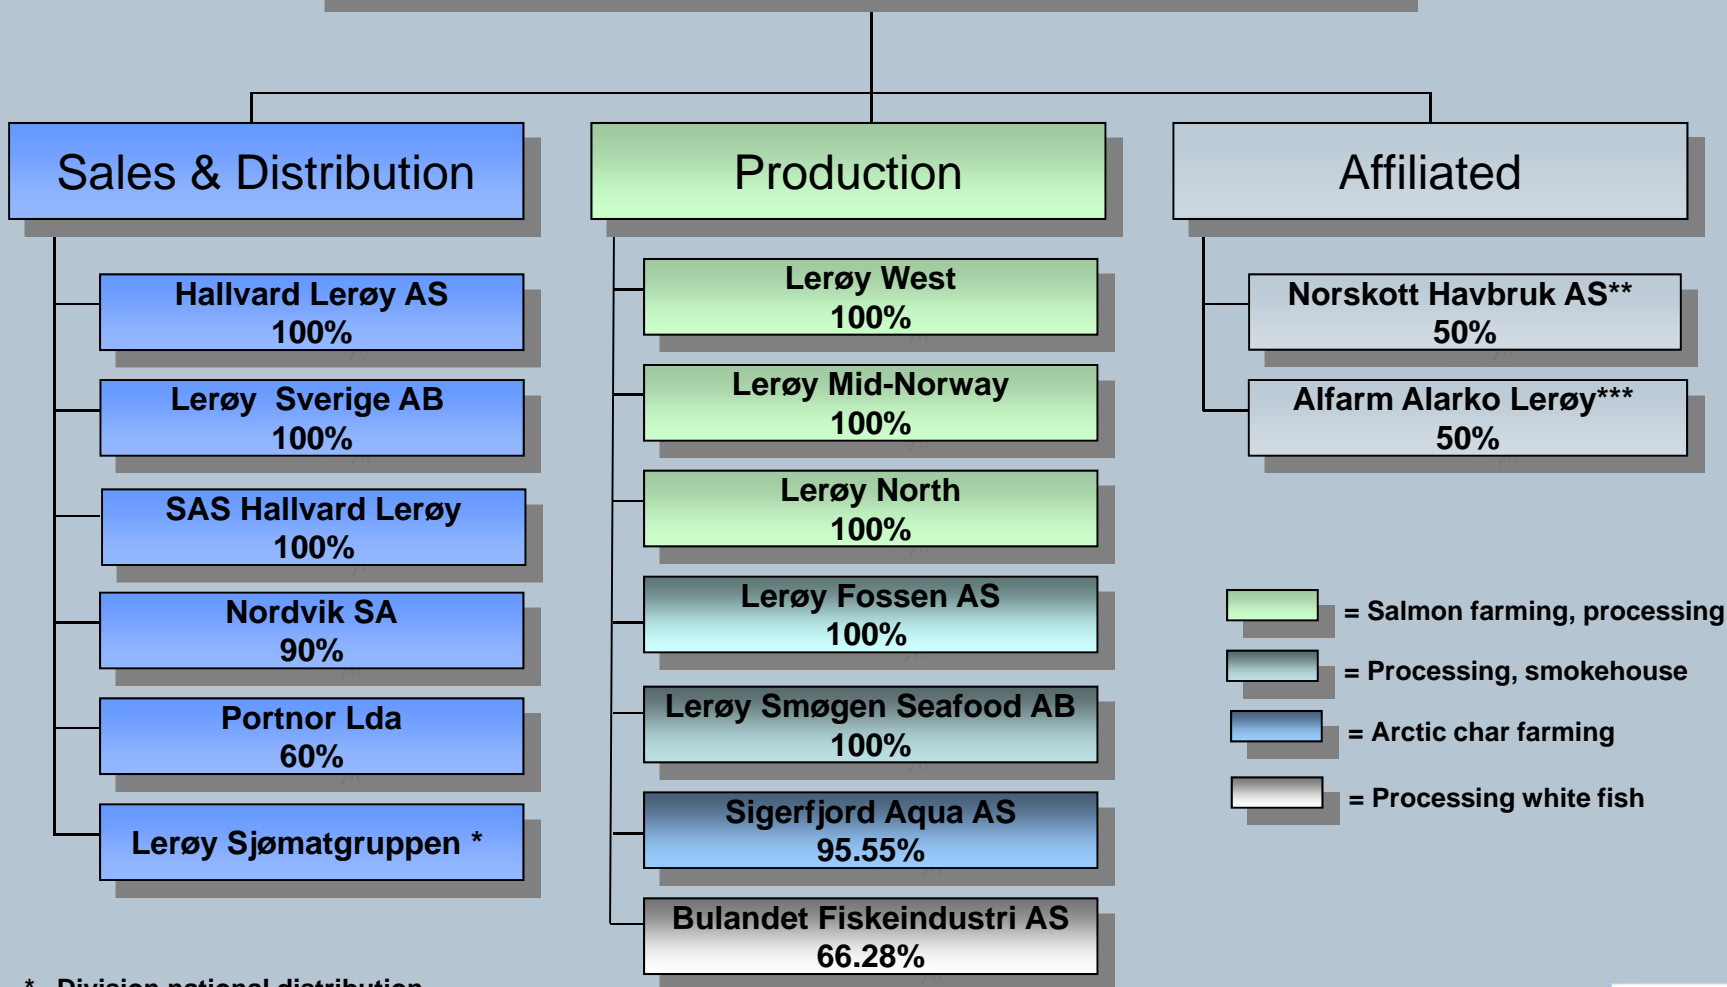 Sales & Distribution
Hallvard Lerøy AS
100%
Lerøy Sverige AB
100%
SAS Hallvard Lerøy
100%
Nordvik SA
90%
Portnor Lda
60%
Lerøy Sjømatgruppen *
Production
Lerøy West
100%
Lerøy Mid-Norway
100%
Lerøy North
100%
Lerøy Fossen AS
100%
Lerøy Smøgen Seafood AB
100%
Sigerfjord Aqua AS
95.55%
Bulandet Fiskeindustri AS
66.28%
Affiliated
Norskott Havbruk AS**
50%
Alfarm Alarko Lerøy***
50%
= Salmon farming, processing
= Processing, smokehouse
= Arctic char farming
= Processing white fish
* Division national distribution